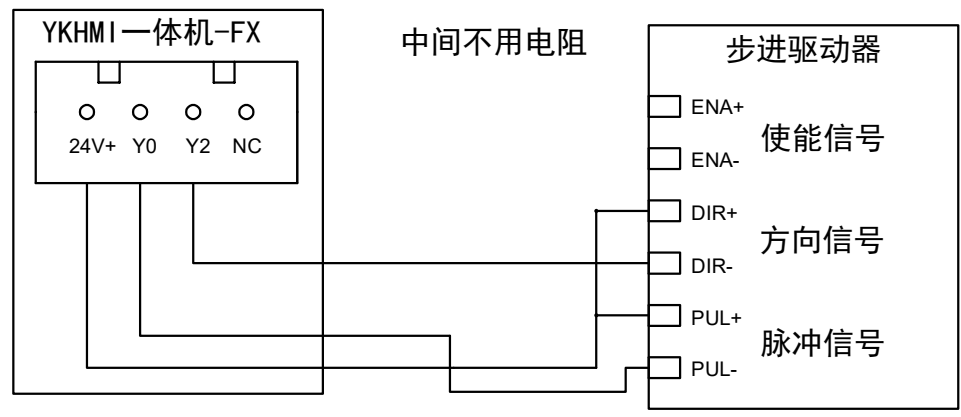 YKHMI一体机-FX
24V+ Y0 Y2 NC
中间不用电阻
步进驱动器
ENA+
使能信号
ENA-
DIR+
方向信号
DIR-
PUL+
脉冲信号
PUL-